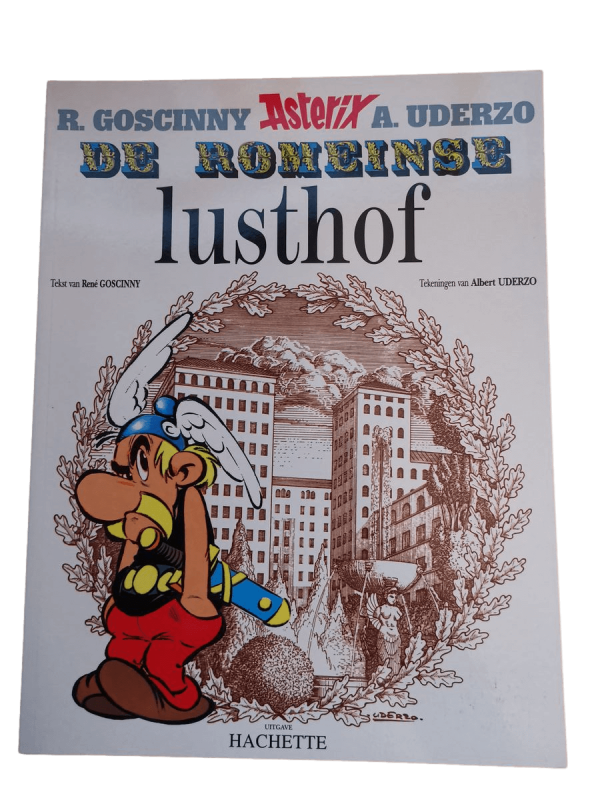 R. GOSCINNY Asterix A. UDERZO
DE ROMEINSE
lusthof
Tekst van René GOSCINNY
Tekeningen van Albert UDERZO
UDERZO.
UITGAVE
HACHETTE